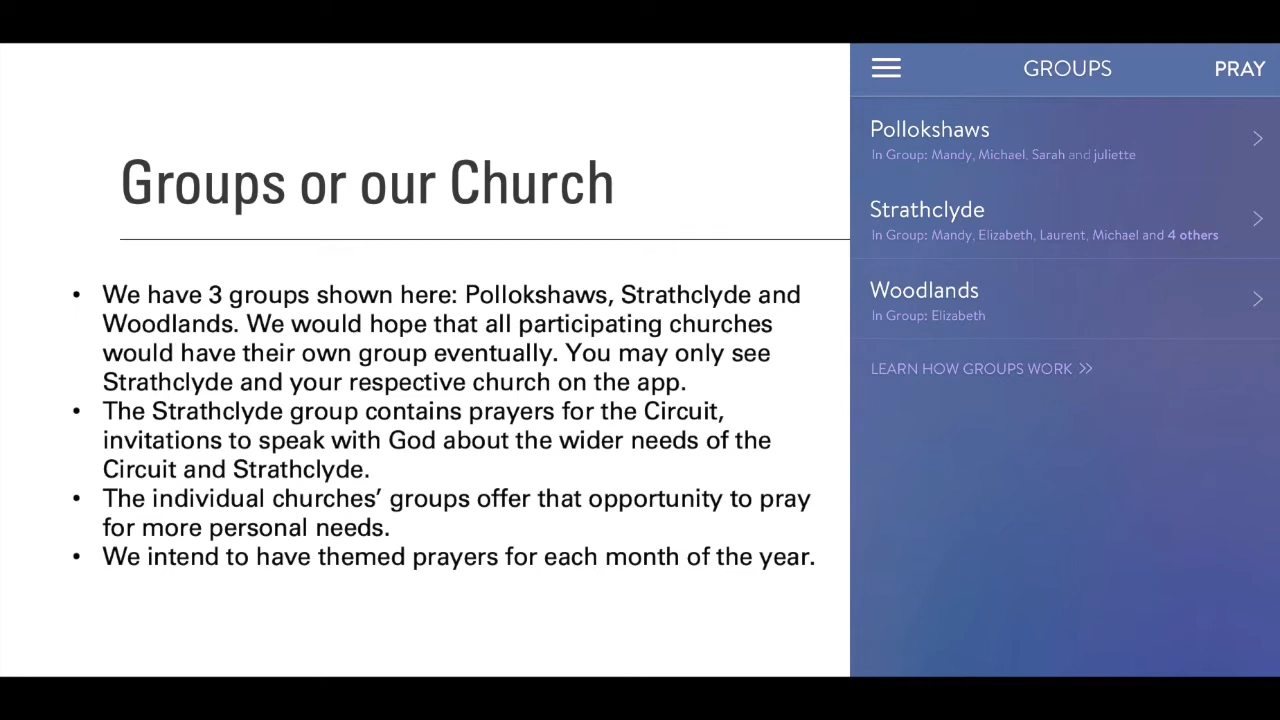 Groups or our Church
• We have 3 groups shown here: Pollokshaws, Strathclyde and
Woodlands. We would hope that all participating churches
would have their own group eventually. You may only see
Strathclyde and your respective church on the app.
• The Strathclyde group contains prayers for the Circuit,
invitations to speak with God about the wider needs of the
Circuit and Strathclyde.
• The individual churches’ groups offer that opportunity to pray
for more personal needs.
• We intend to have themed prayers for each month of the year.
GROUPS
PRAY
Pollokshaws
In Group: Mandy, Michael, Sarah and juliette
Strathclyde
In Group: Mandy, Elizabeth, Laurent, Michael and 4 others
Woodlands
In Group: Elizabeth
LEARN HOW GROUPS WORK >>